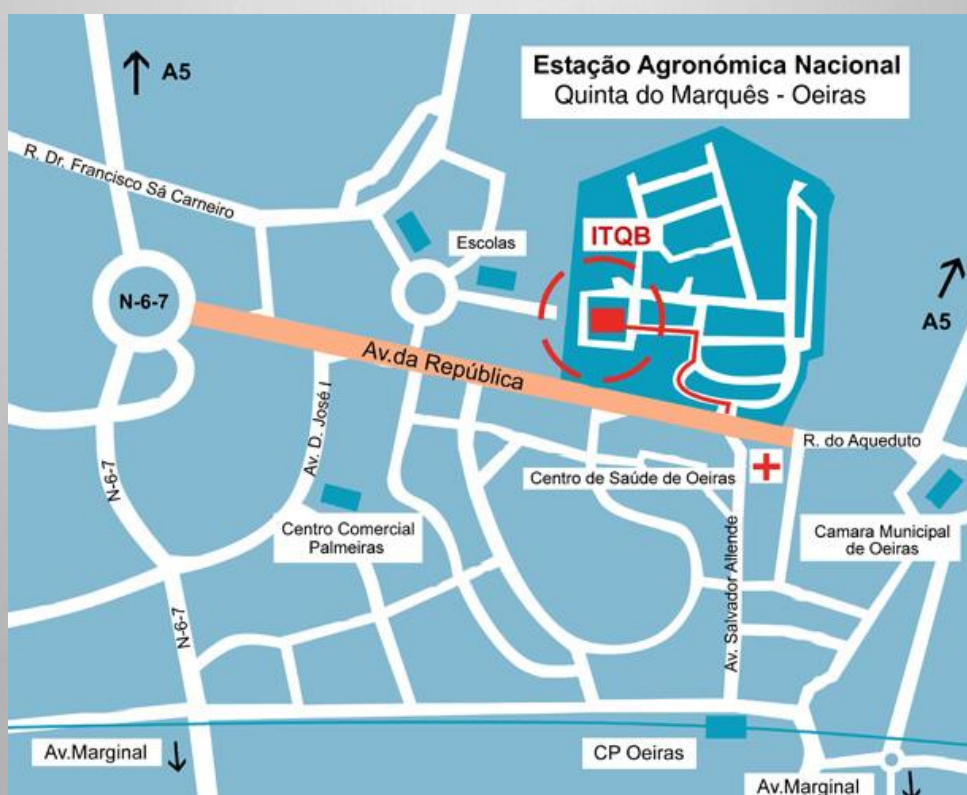 A5
Estação Agronómica Nacional
Quinta do Marquês - Oeiras
R. Dr. Francisco Sá Carneiro
ITQB
Escolas
N-6-7
A5
Av.da República
Av. D. José I
R. do Aqueduto
Centro de Saúde de Oeiras
N-6-7
Centro Comercial
Palmeiras
Camara Municipal
de Oeiras
Av. Salvador Allende
N-6-7
Av.Marginal
CP Oeiras
Av.Marginal